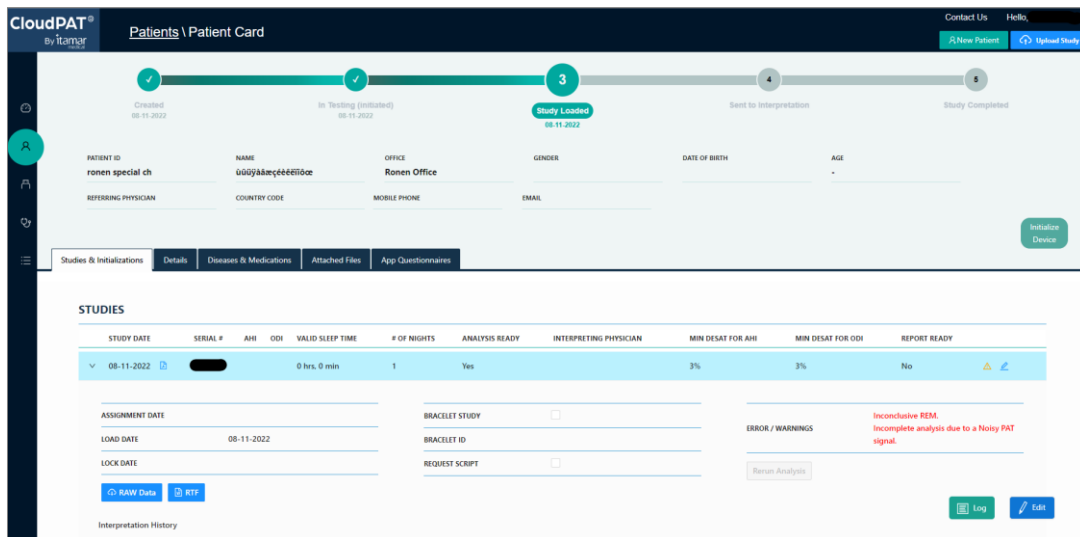 CloudPAT®
By itamar
medical
Patients \ Patient Card
Contact Us
Hello,
New Patient
Upload Study
3
4
5
Created
08-11-2022
In Testing (initiated)
08-11-2022
Study Loaded
08-11-2022
Sent to Interpretation
Study Completed
PATIENT ID
NAME
OFFICE
GENDER
DATE OF BIRTH
AGE
ronen special ch
Ronen Office
-
REFERRING PHYSICIAN
COUNTRY CODE
MOBILE PHONE
EMAIL
Initialize
Device
Studies & Initializations
Details
Diseases & Medications
Attached Files
App Questionnaires
STUDIES
STUDY DATE
SERIAL #
AHI
ODI
VALID SLEEP TIME
# OF NIGHTS
ANALYSIS READY
INTERPRETING PHYSICIAN
MIN DESAT FOR AHI
MIN DESAT FOR ODI
REPORT READY
08-11-2022
0 hrs, 0 min
1
Yes
3%
3%
No
ASSIGNMENT DATE
LOAD DATE
08-11-2022
LOCK DATE
BRACELET STUDY
BRACELET ID
REQUEST SCRIPT
ERROR / WARNINGS
Inconclusive REM.
Incomplete analysis due to a Noisy PAT
signal.
Rerun Analysis
RAW Data
RTF
Log
Edit
Interpretation History